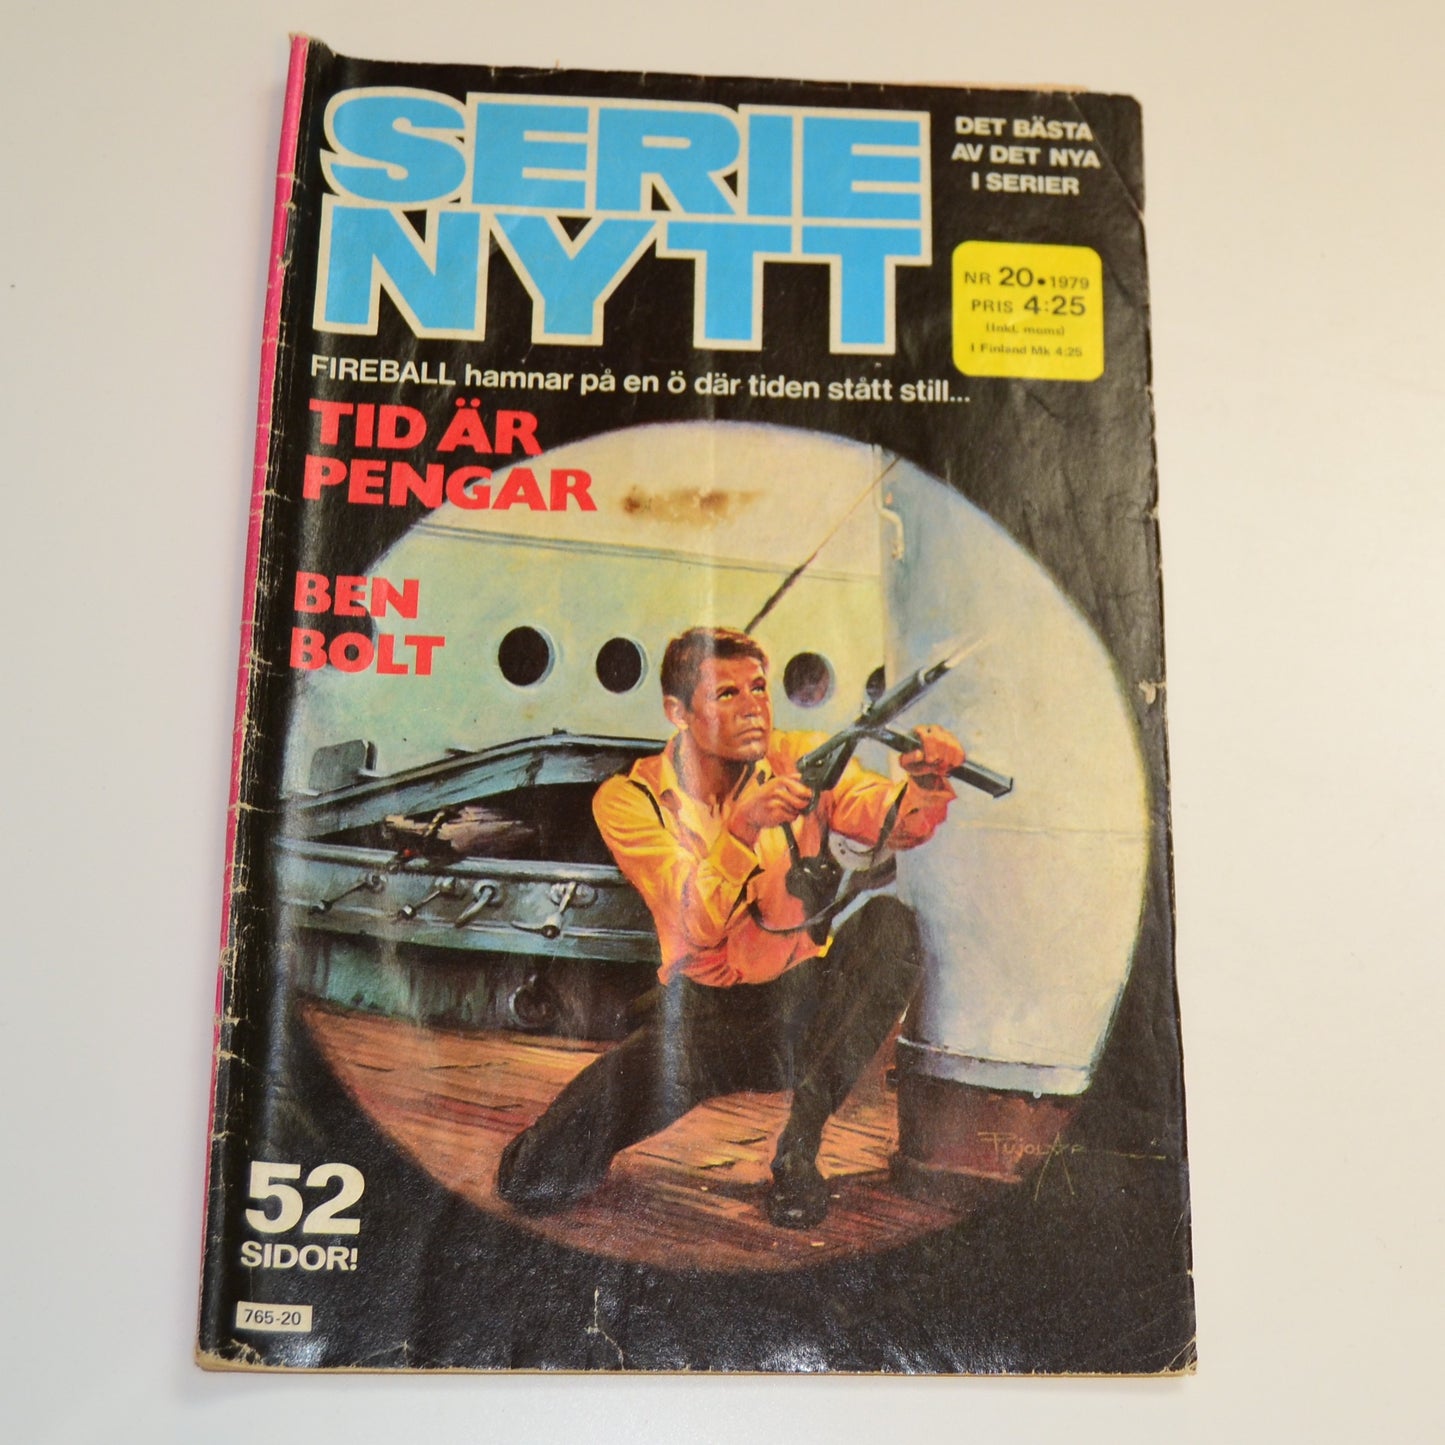 SERIE
NYTT
DET BÄSTA
AV DET NYA
I SERIER
NR 20 • 1979
PRIS 4:25
(inkl. moms)
I Finland Mk 4:25
FIREBALL hamnar på en ö där tiden stått still...
TID ÄR
PENGAR
BEN
BOLT
PUJOLAR
52
SIDOR!
765-20